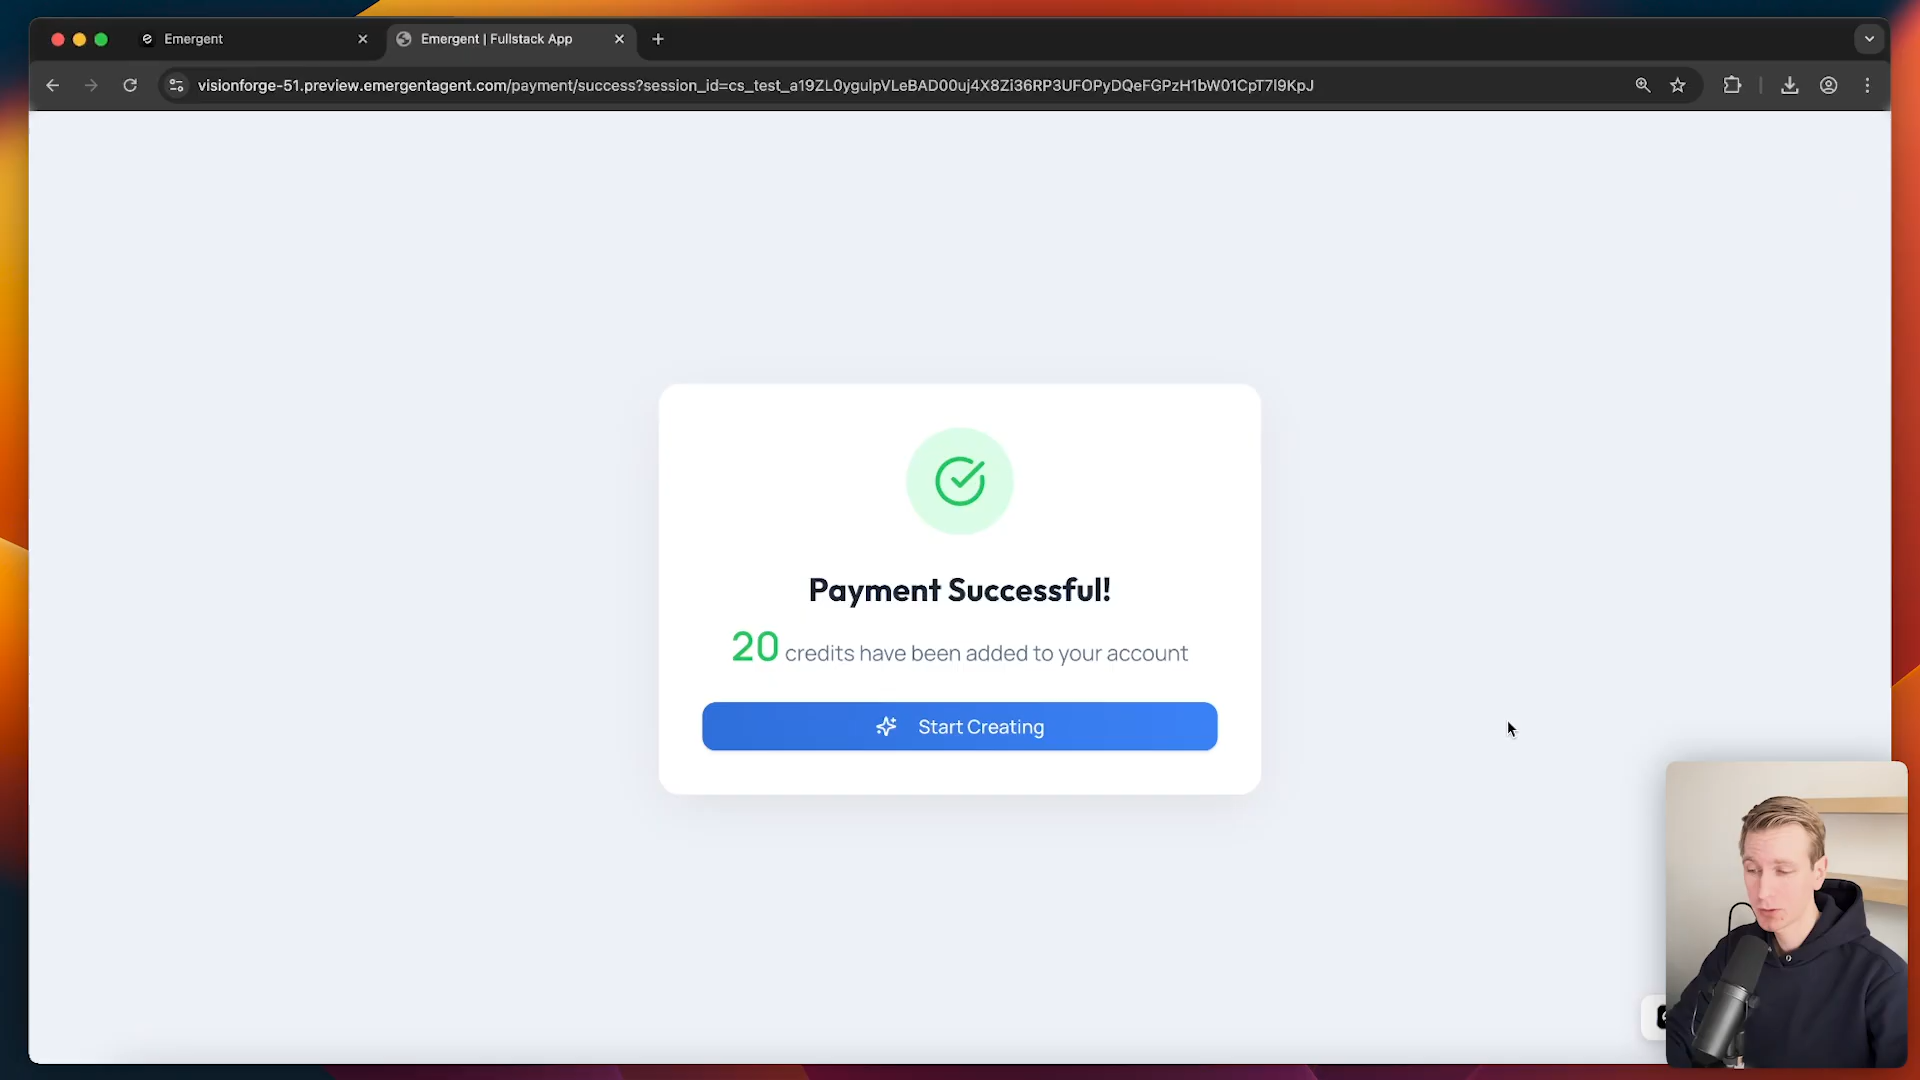 Emergent
Emergent | Fullstack App
visionforge-51.preview.emergentagent.com/payment/success?session_id=cs_test_a19ZL0ygulpVLeBAD00uj4X8Zi36RP3UFOPyDQeFGPzH1bW01CpT7I9KpJ
Payment Successful!
20 credits have been added to your account
Start Creating